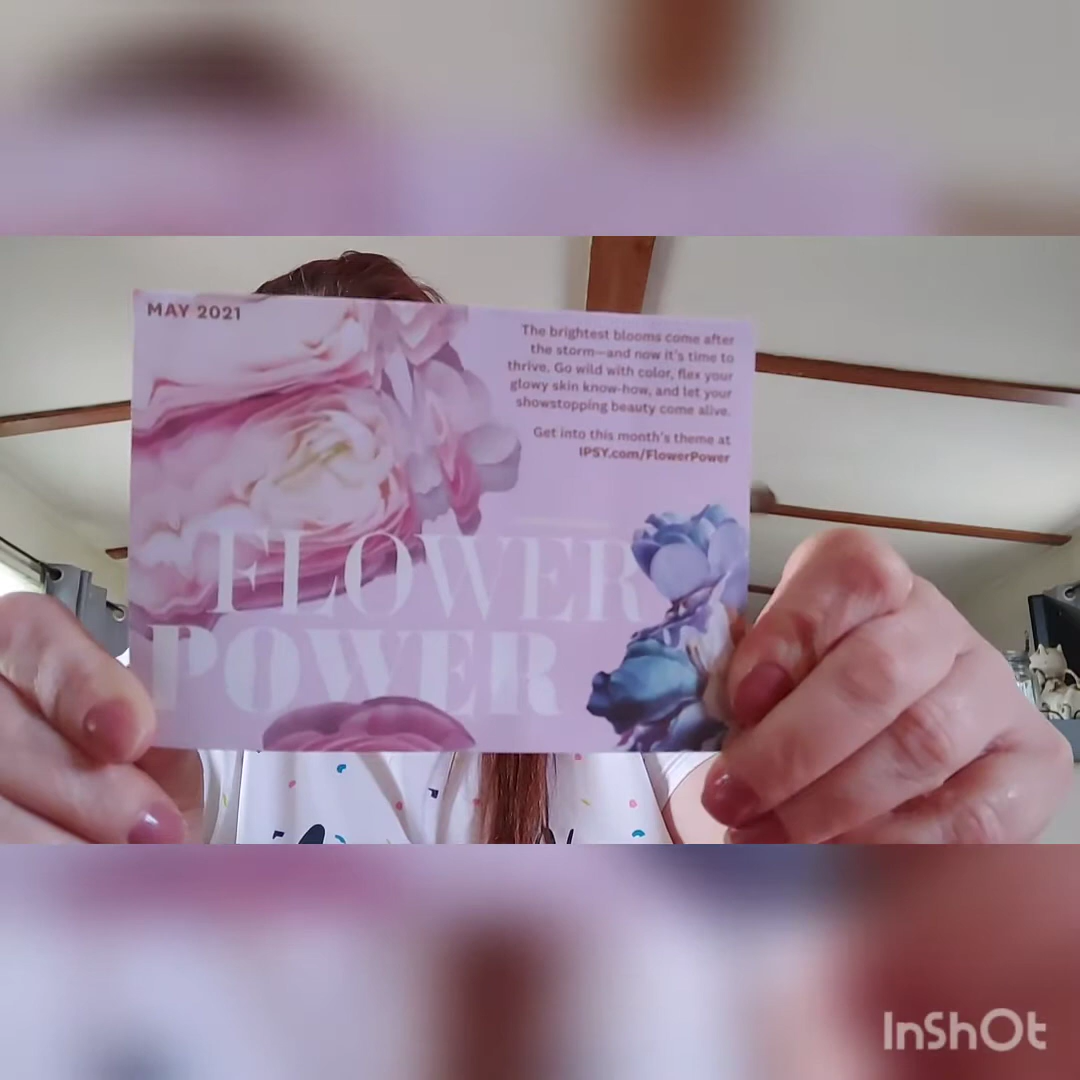 MAY 2021
The brightest blooms come after
the storm—and now it's time to
thrive. Go wild with color, flex your
glowy skin know-how, and let your
showstopping beauty come alive.
Get into this month's theme at
IPSY.com/FlowerPower
FLOWER
POWER
InShOt